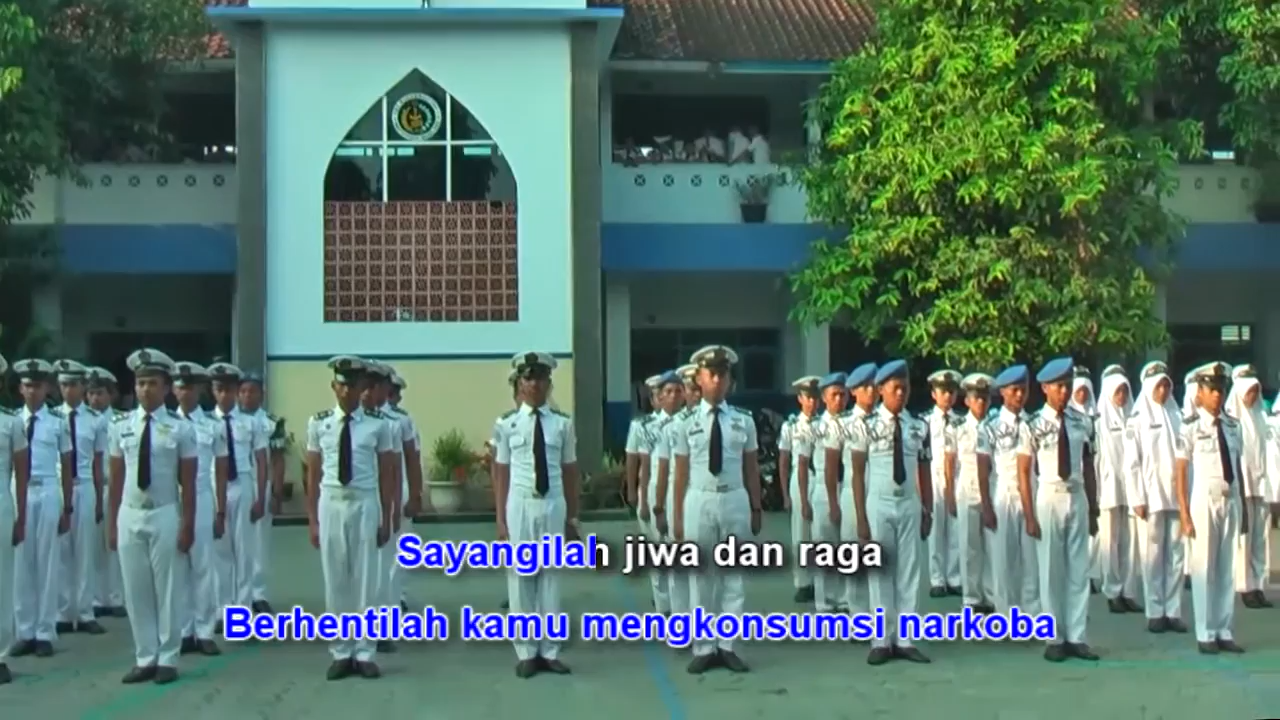 Sayangilah jiwa dan raga
Berhentilah kamu mengkonsumsi narkoba